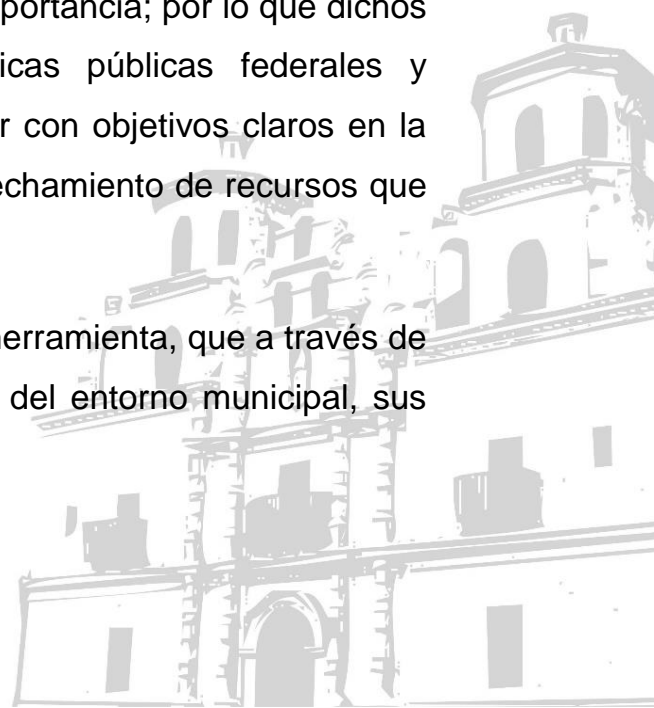 portancia; por lo que dichos
icas públicas federales y
r con objetivos claros en la
echamiento de recursos que
herramienta, que a través de
del entorno municipal, sus